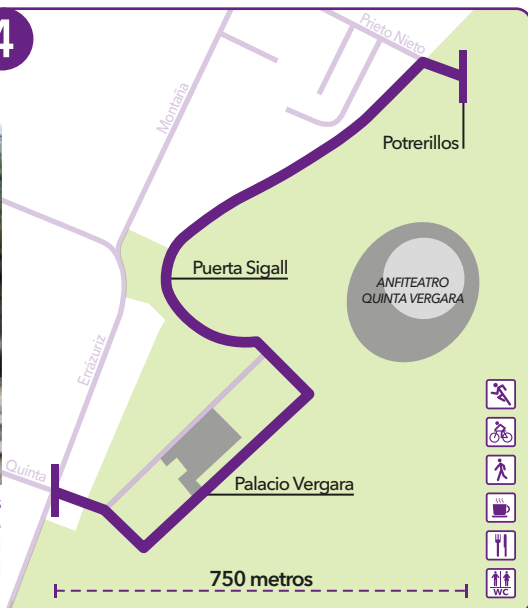 4
Prieto Nieto
Montaña
Potrerillos
Puerta Sigall
ANFITEATRO
QUINTA VERGARA
Errázuriz
Quinta
Palacio Vergara
750 metros
WC